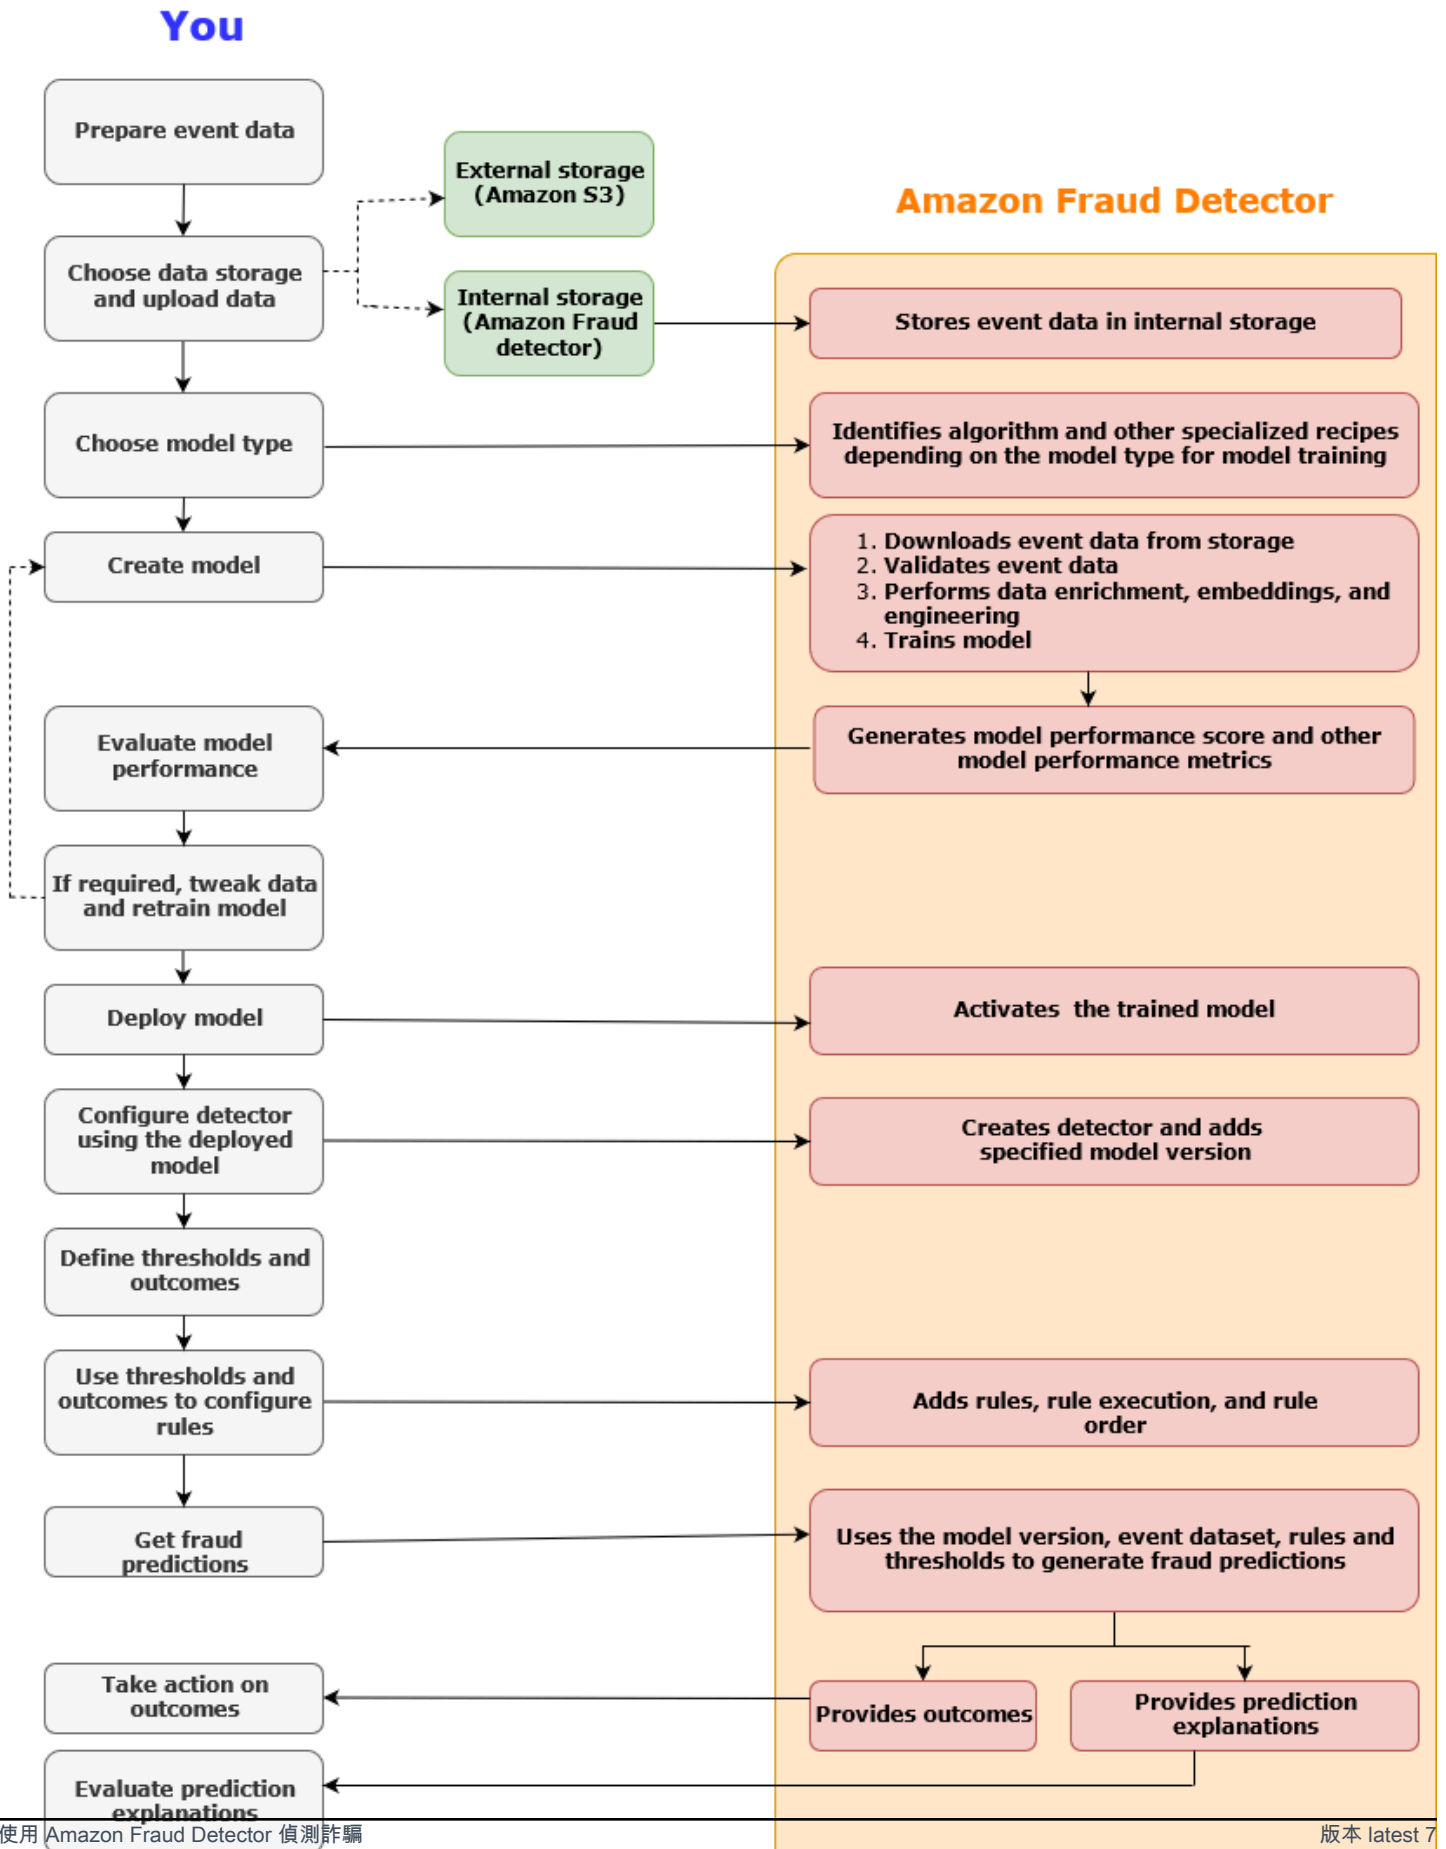 You
Prepare event data
External storage
(Amazon S3)
Amazon Fraud Detector
Choose data storage
and upload data
Internal storage
(Amazon Fraud
detector)
Stores event data in internal storage
Choose model type
Identifies algorithm and other specialized recipes
depending on the model type for model training
Create model
1. Downloads event data from storage
2. Validates event data
3. Performs data enrichment, embeddings, and
engineering
4. Trains model
Evaluate model
performance
Generates model performance score and other
model performance metrics
If required, tweak data
and retrain model
Deploy model
Activates the trained model
Configure detector
using the deployed
model
Creates detector and adds
specified model version
Define thresholds and
outcomes
Use thresholds and
outcomes to configure
rules
Adds rules, rule execution, and rule
order
Get fraud
predictions
Uses the model version, event dataset, rules and
thresholds to generate fraud predictions
Take action on
outcomes
Provides outcomes
Provides prediction
explanations
Evaluate prediction
explanations
使用 Amazon Fraud Detector 偵測詐騙
版本 latest 7